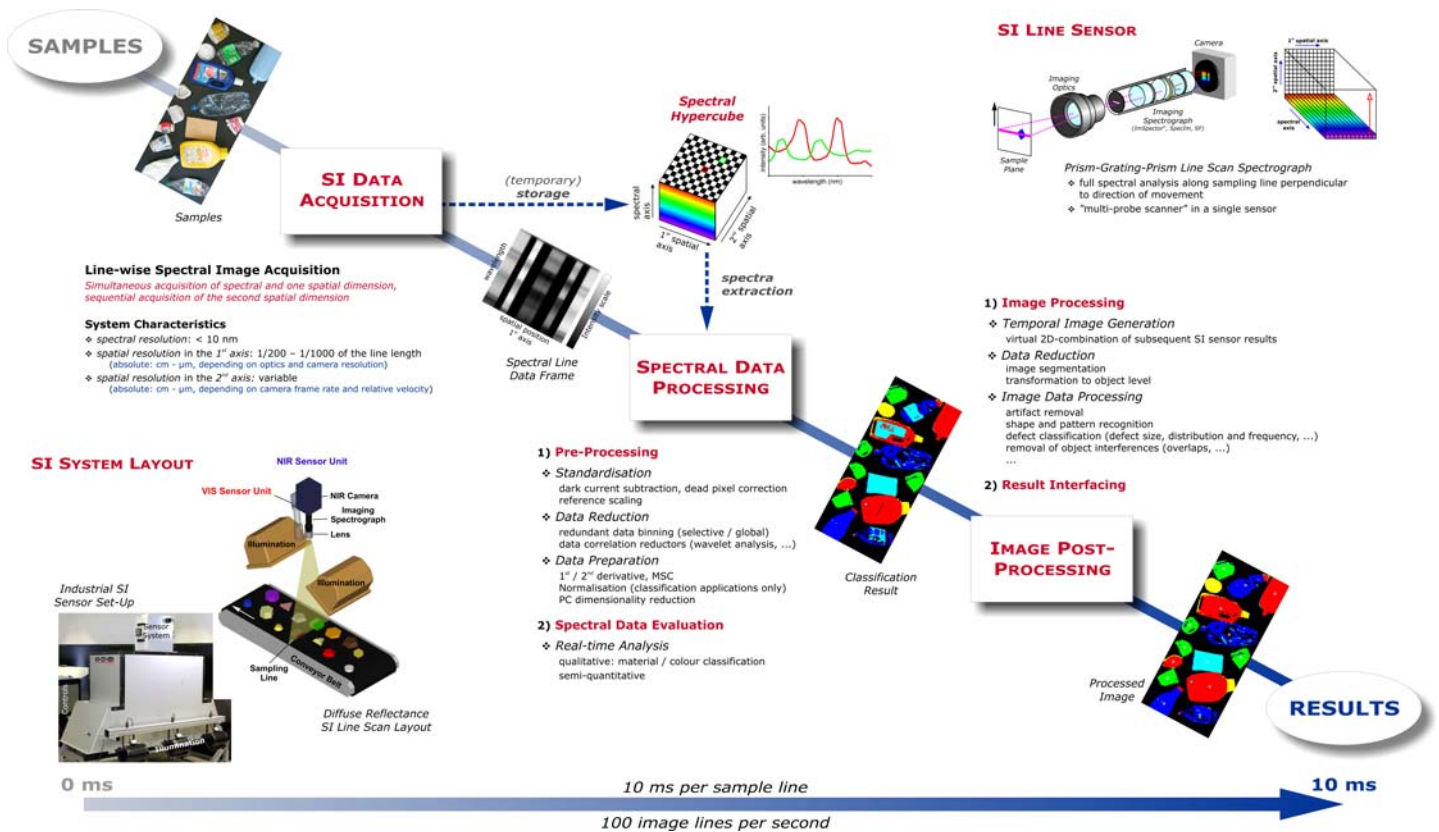 SAMPLES
Samples
SI DATA
ACQUISITION
(temporary)
storage
Spectral
Hypercube
spectral
axis
1st spatial
axis
2nd spatial
axis
intensity (arb. units)
wavelength (nm)
spectra
extraction
SI LINE SENSOR
Camera
Imaging
Optics
Imaging
Spectrograph
(ImSpector®, SpecIm, SF)
Sample
Plane
1st spatial axis
2nd spatial axis
spectral
axis
Prism-Grating-Prism Line Scan Spectrograph
❖ full spectral analysis along sampling line perpendicular
to direction of movement
❖ "multi-probe scanner" in a single sensor
Line-wise Spectral Image Acquisition
Simultaneous acquisition of spectral and one spatial dimension,
sequential acquisition of the second spatial dimension
System Characteristics
❖ spectral resolution: < 10 nm
❖ spatial resolution in the 1st axis: 1/200 – 1/1000 of the line length
(absolute: cm - µm, depending on optics and camera resolution)
❖ spatial resolution in the 2nd axis: variable
(absolute: cm - µm, depending on camera frame rate and relative velocity)
wavelength
spatial position
1st axis
intensity scale
Spectral Line
Data Frame
SPECTRAL DATA
PROCESSING
1) Pre-Processing
❖ Standardisation
dark current subtraction, dead pixel correction
reference scaling
❖ Data Reduction
redundant data binning (selective / global)
data correlation reductors (wavelet analysis, ...)
❖ Data Preparation
1st / 2nd derivative, MSC
Normalisation (classification applications only)
PC dimensionality reduction
2) Spectral Data Evaluation
❖ Real-time Analysis
qualitative: material / colour classification
semi-quantitative
Classification
Result
1) Image Processing
❖ Temporal Image Generation
virtual 2D-combination of subsequent SI sensor results
❖ Data Reduction
image segmentation
transformation to object level
❖ Image Data Processing
artifact removal
shape and pattern recognition
defect classification (defect size, distribution and frequency, ...)
removal of object interferences (overlaps, ...)
...
2) Result Interfacing
IMAGE POST-
PROCESSING
Processed
Image
RESULTS
SI SYSTEM LAYOUT
NIR Sensor Unit
VIS Sensor Unit
NIR Camera
Imaging
Spectrograph
Lens
Illumination
Illumination
Sampling
Line
Conveyor Belt
Diffuse Reflectance
SI Line Scan Layout
Industrial SI
Sensor Set-Up
Sensor
System
Controls
Illumination
0 ms
10 ms per sample line
10 ms
100 image lines per second